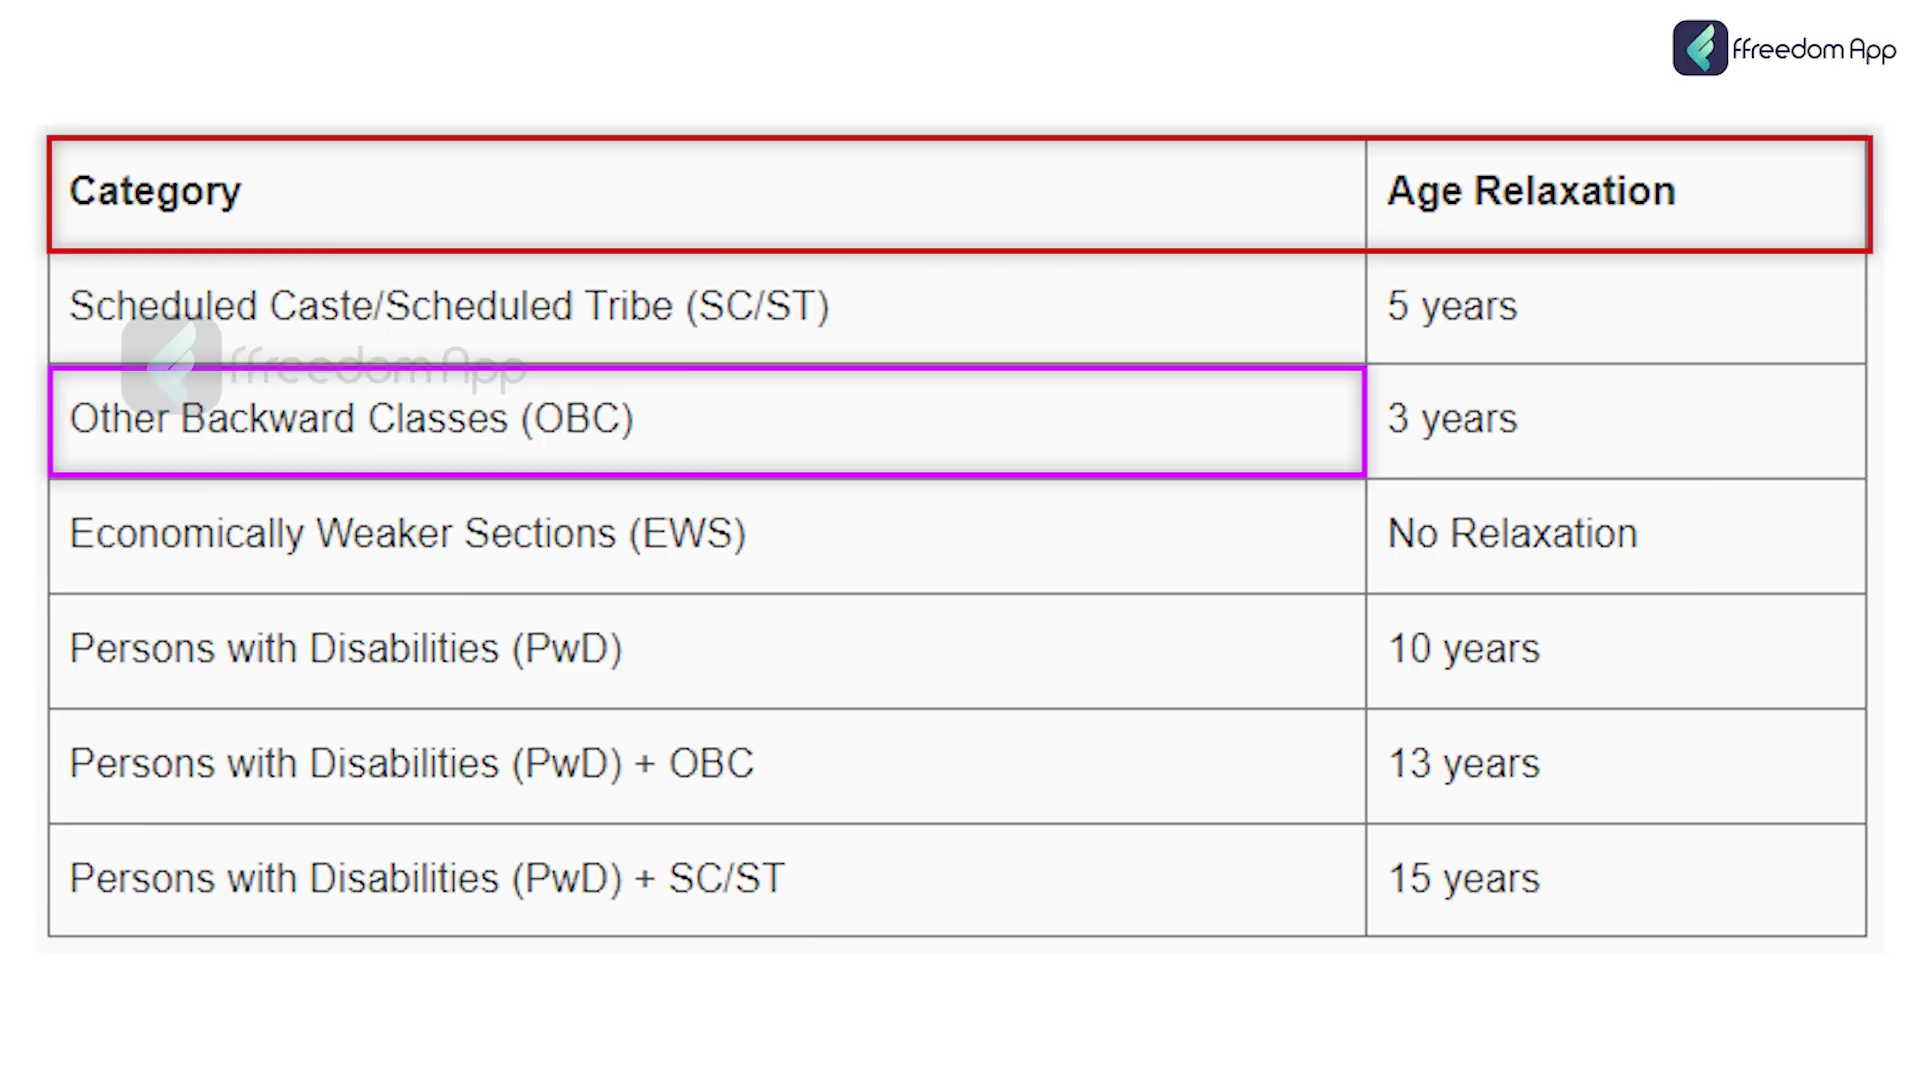 ffreedom App
Category Age Relaxation
Scheduled Caste/Scheduled Tribe (SC/ST) 5 years
ffreedom App
Other Backward Classes (OBC) 3 years
Economically Weaker Sections (EWS) No Relaxation
Persons with Disabilities (PwD) 10 years
Persons with Disabilities (PwD) + OBC 13 years
Persons with Disabilities (PwD) + SC/ST 15 years